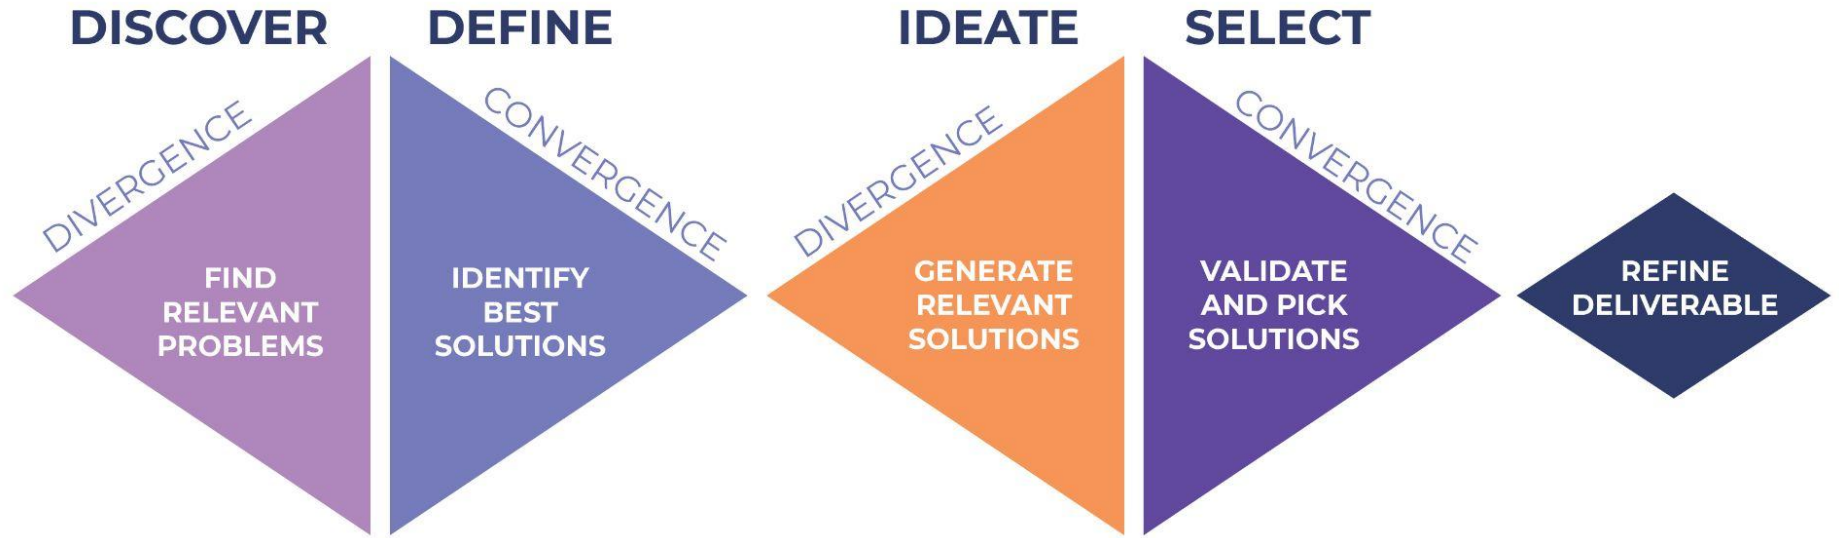 DISCOVER
DEFINE
IDEATE
SELECT
DIVERGENCE
FIND
RELEVANT
PROBLEMS
CONVERGENCE
IDENTIFY
BEST
SOLUTIONS
DIVERGENCE
GENERATE
RELEVANT
SOLUTIONS
CONVERGENCE
VALIDATE
AND PICK
SOLUTIONS
REFINE
DELIVERABLE